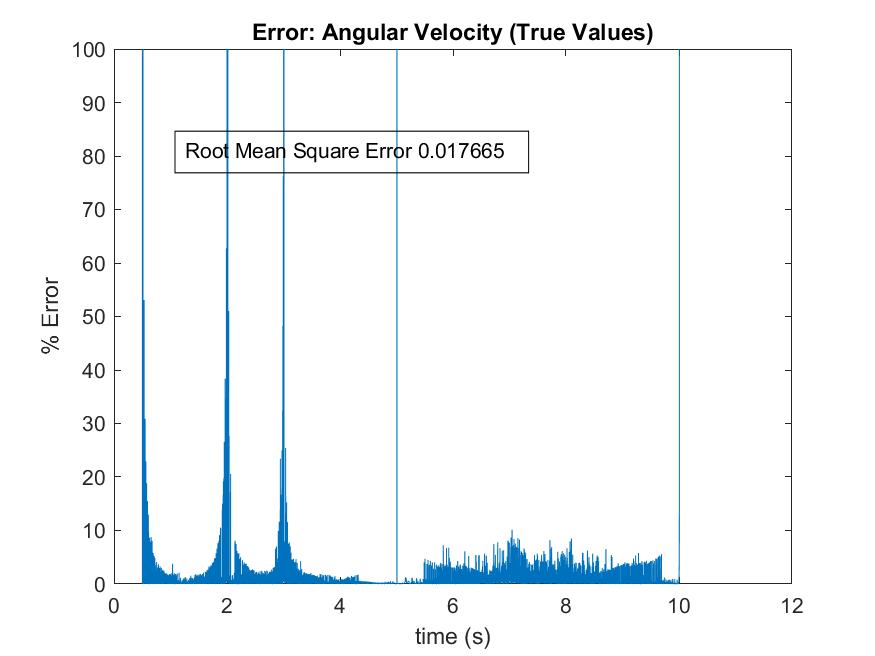 Error: Angular Velocity (True Values)
100
90
80
70
60
50
40
30
20
10
0
Root Mean Square Error 0.017665
% Error
0 2 4 6 8 10 12
time (s)